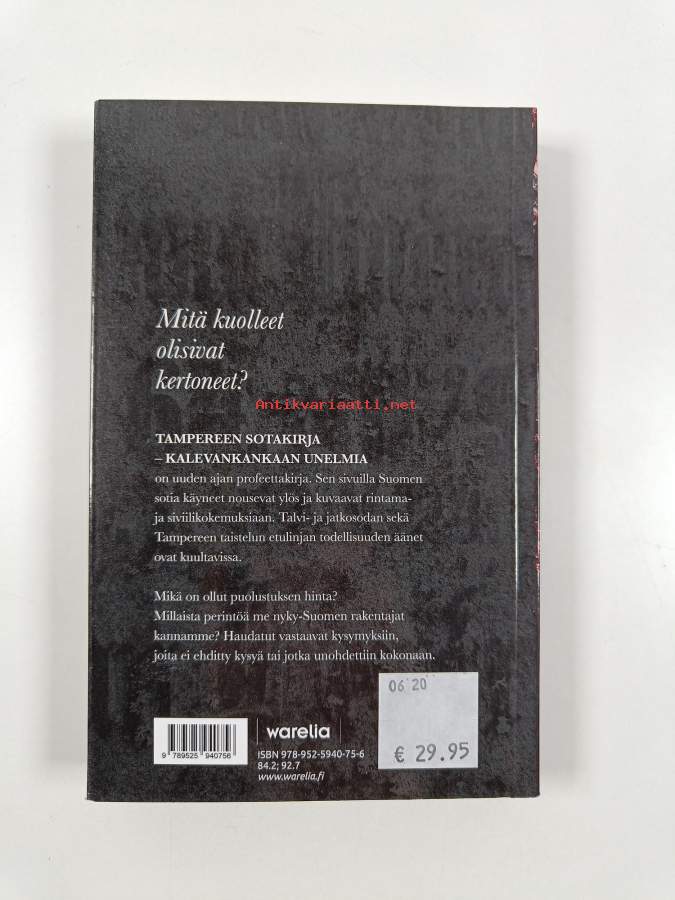 Mitä kuolleet
olisivat
kertoneet?
Antikvariaatti.net
TAMPEREEN SOTAKIRJA
– KALEVANKANKAAN UNELMIA
on uuden ajan profeettakirja. Sen sivuilla Suomen
sotia käyneet nousevat ylös ja kuvaavat rintama-
ja siviilikokemuksiaan. Talvi- ja jatkosodan sekä
Tampereen taistelun etulinjan todellisuuden äänet
ovat kuultavissa.
Mikä on ollut puolustuksen hinta?
Millaista perintöä me nyky-Suomen rakentajat
kannamme? Haudatut vastaavat kysymyksiin,
joita ei ehditty kysyä tai jotka unohdettiin kokonaan.
06 20
€ 29.95
9 789525 940756
warelia
ISBN 978-952-5940-75-6
84.2; 92.7
www.warelia.fi